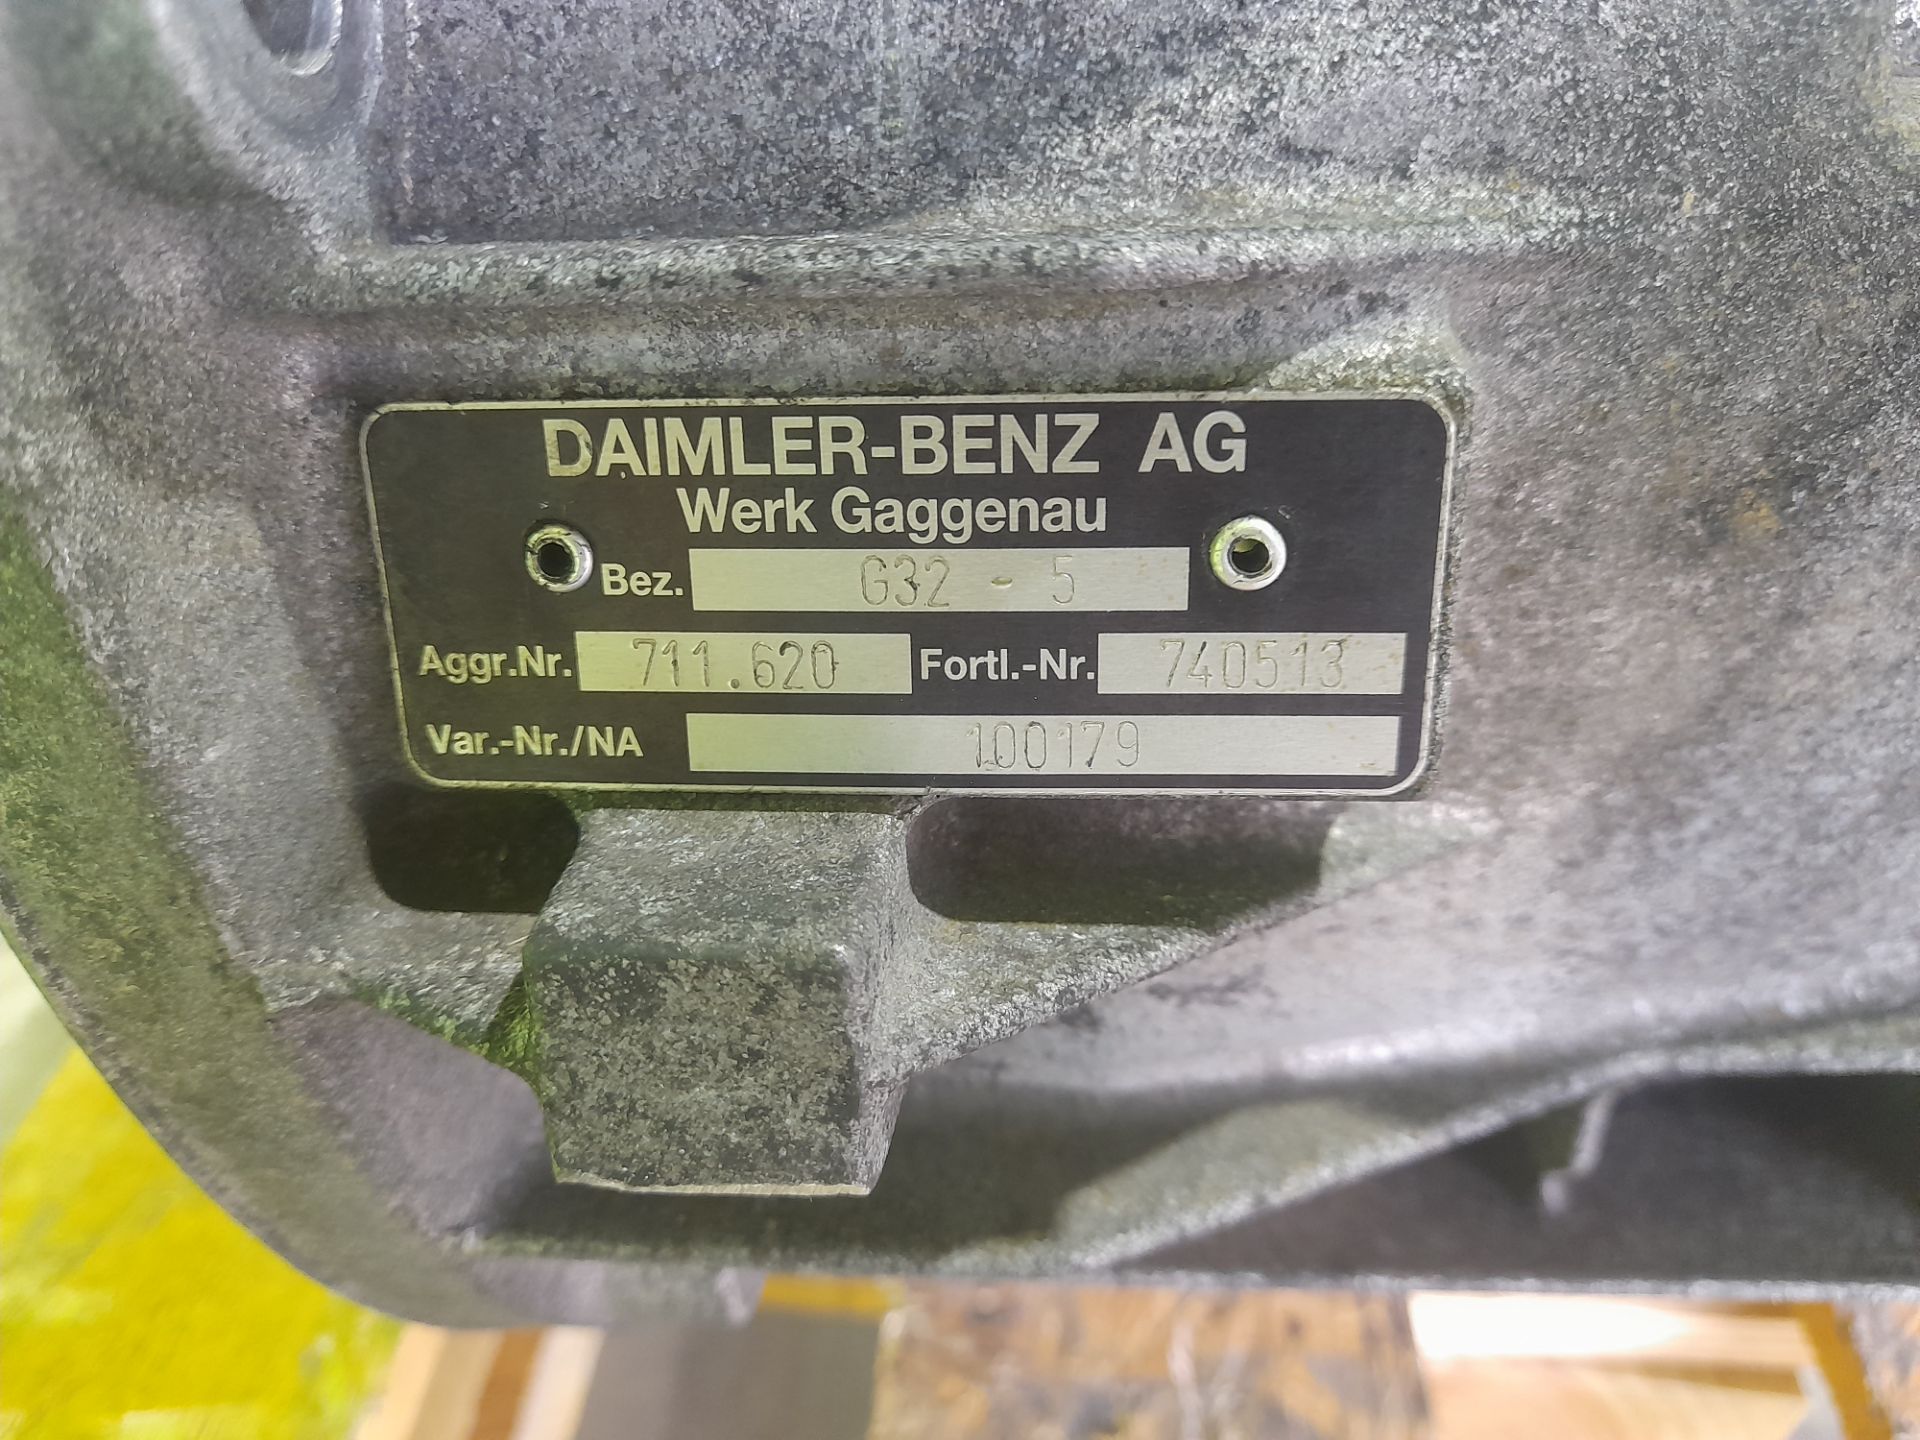 DAIMLER-BENZ AG
Werk Gaggenau
Bez. G32 - 5
Aggr.Nr. 711.620 Fortl.-Nr. 740513
Var.-Nr./NA 100179